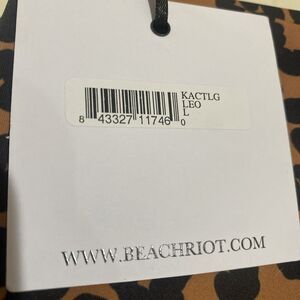 KACTLG
LEO
L
8 43327 11746 0
WWW.BEACHRIOT.COM